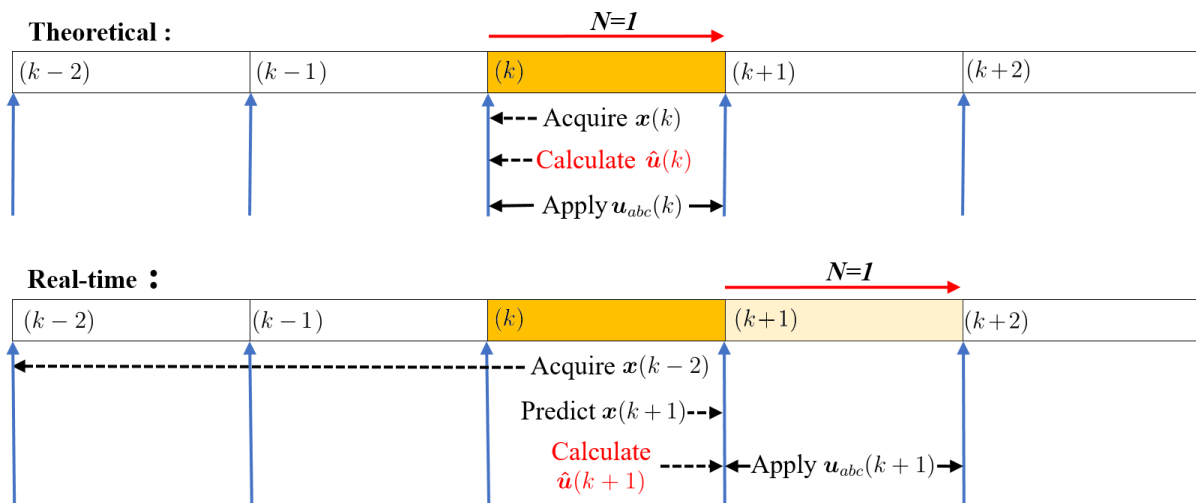 N=1
Theoretical :
(k − 2) (k − 1) (k) (k+1) (k+2)
Acquire x(k)
Calculate û(k)
Apply u_abc(k)
N=1
Real-time :
(k − 2) (k − 1) (k) (k+1) (k+2)
Acquire x(k−2)
Predict x(k+1)
Calculate
û(k+1)
Apply u_abc(k+1)